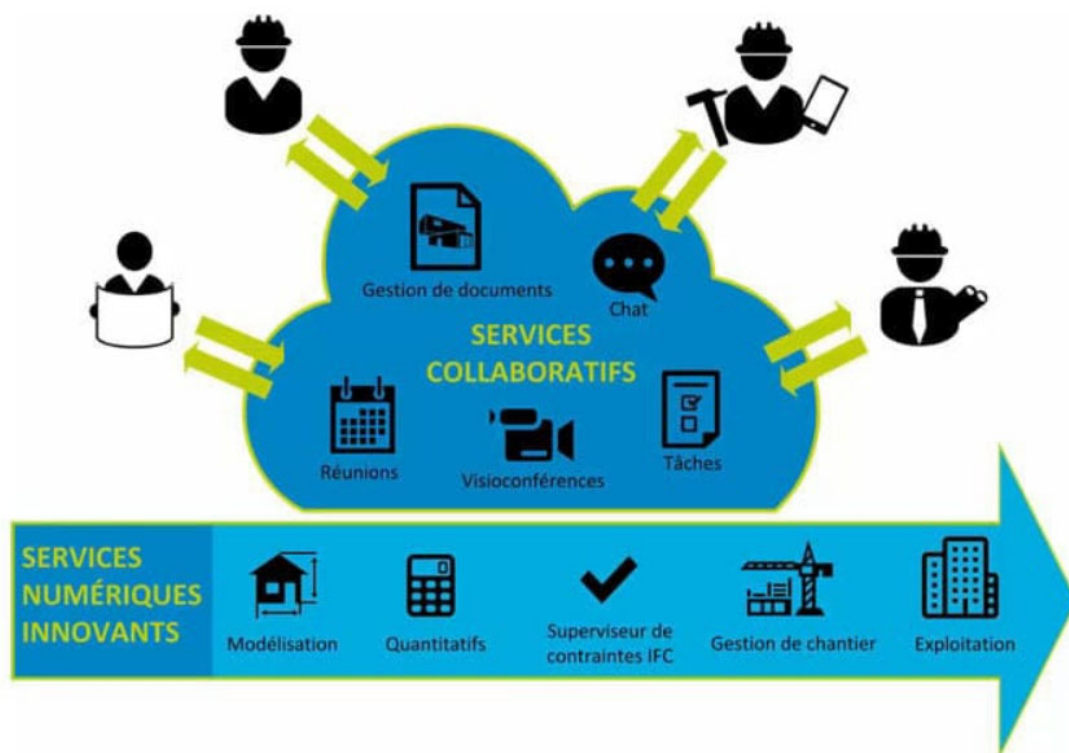 Gestion de documents
Chat
SERVICES
COLLABORATIFS
Réunions
Visioconférences
Tâches
SERVICES
NUMÉRIQUES
INNOVANTS
Modélisation
Quantitatifs
Superviseur de
contraintes IFC
Gestion de chantier
Exploitation